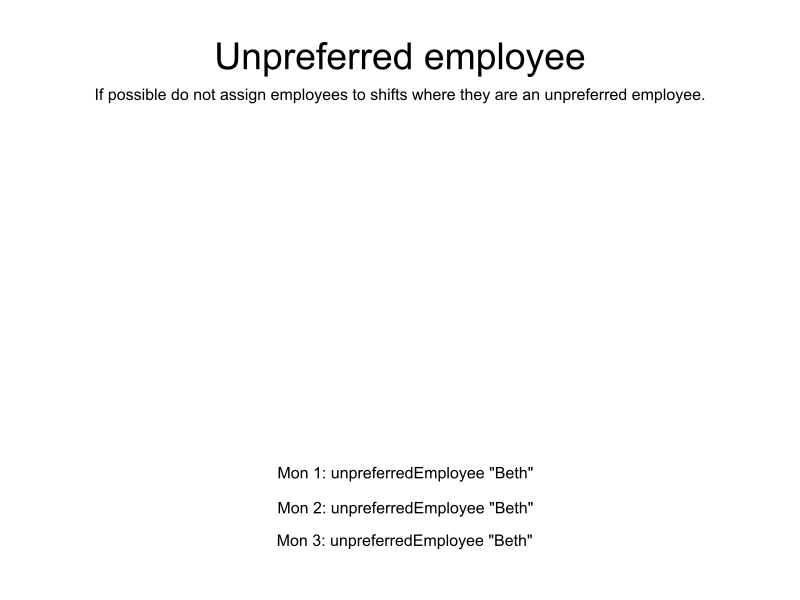 Unpreferred employee
If possible do not assign employees to shifts where they are an unpreferred employee.
Mon 1: unpreferredEmployee "Beth"
Mon 2: unpreferredEmployee "Beth"
Mon 3: unpreferredEmployee "Beth"